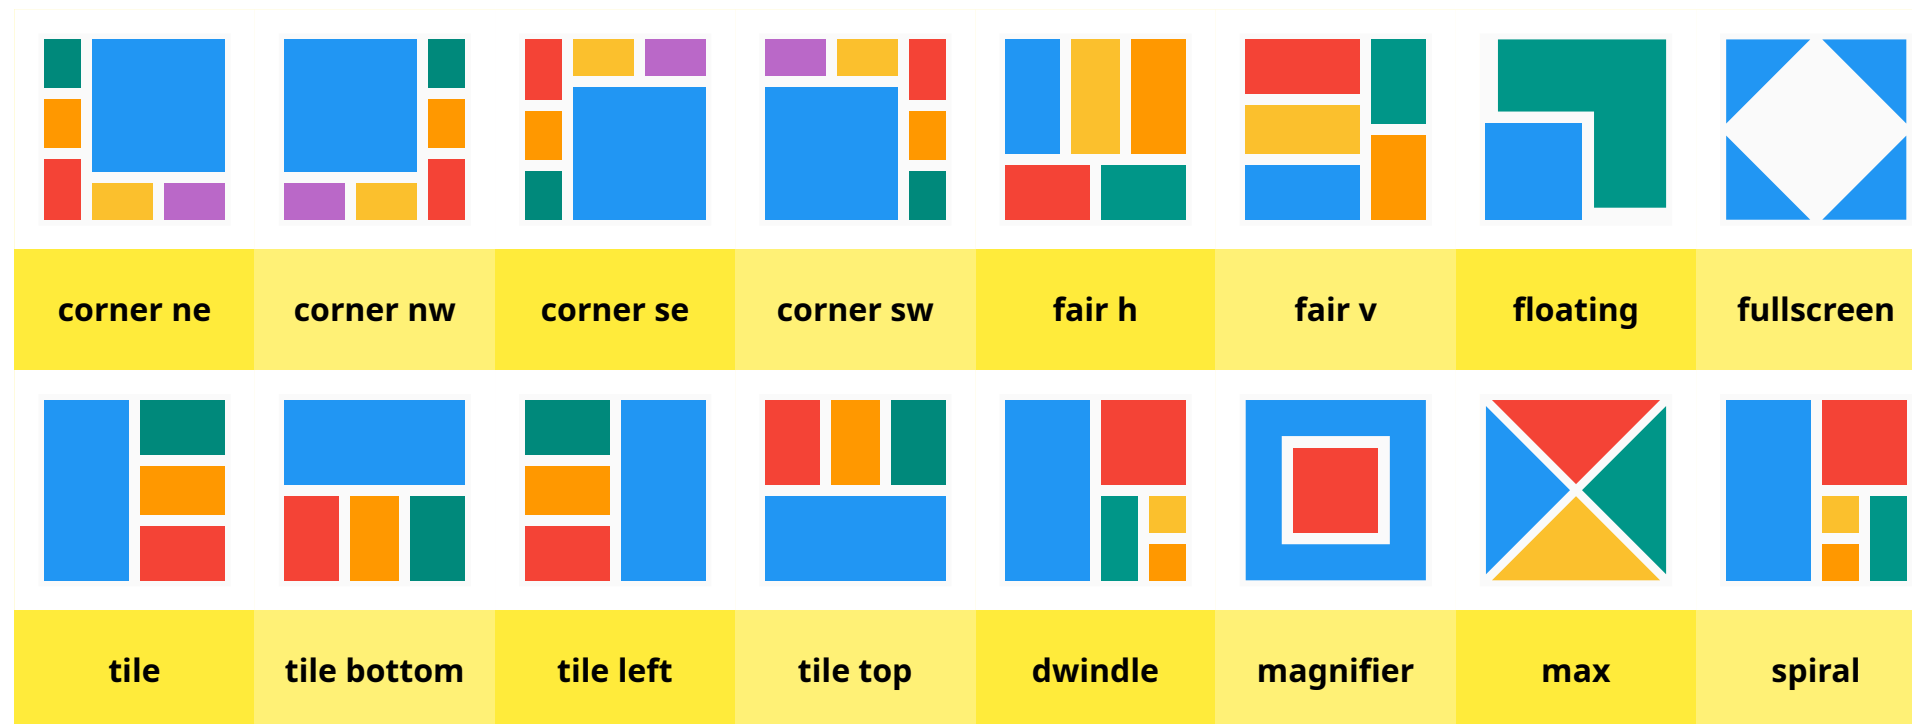 corner ne
corner nw
corner se
corner sw
fair h
fair v
floating
fullscreen
tile
tile bottom
tile left
tile top
dwindle
magnifier
max
spiral